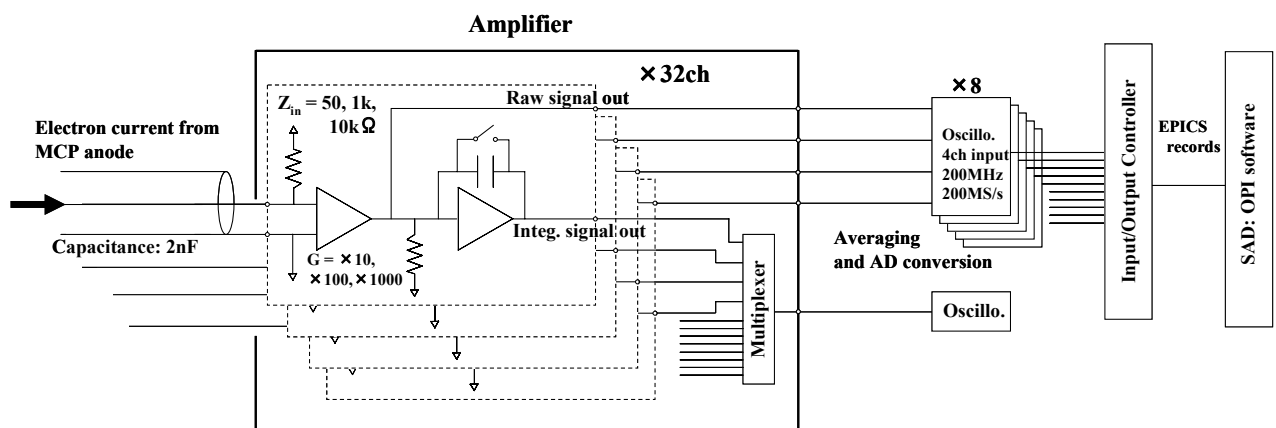 Amplifier
×32ch
Z_in = 50, 1k,
10kΩ
Raw signal out
Electron current from
MCP anode
Capacitance: 2nF
G = ×10,
×100, ×1000
Integ. signal out
Multiplexer
×8
Oscillo.
4ch input
200MHz
200MS/s
Averaging
and AD conversion
Oscillo.
Input/Output Controller
EPICS
records
SAD: OPI software